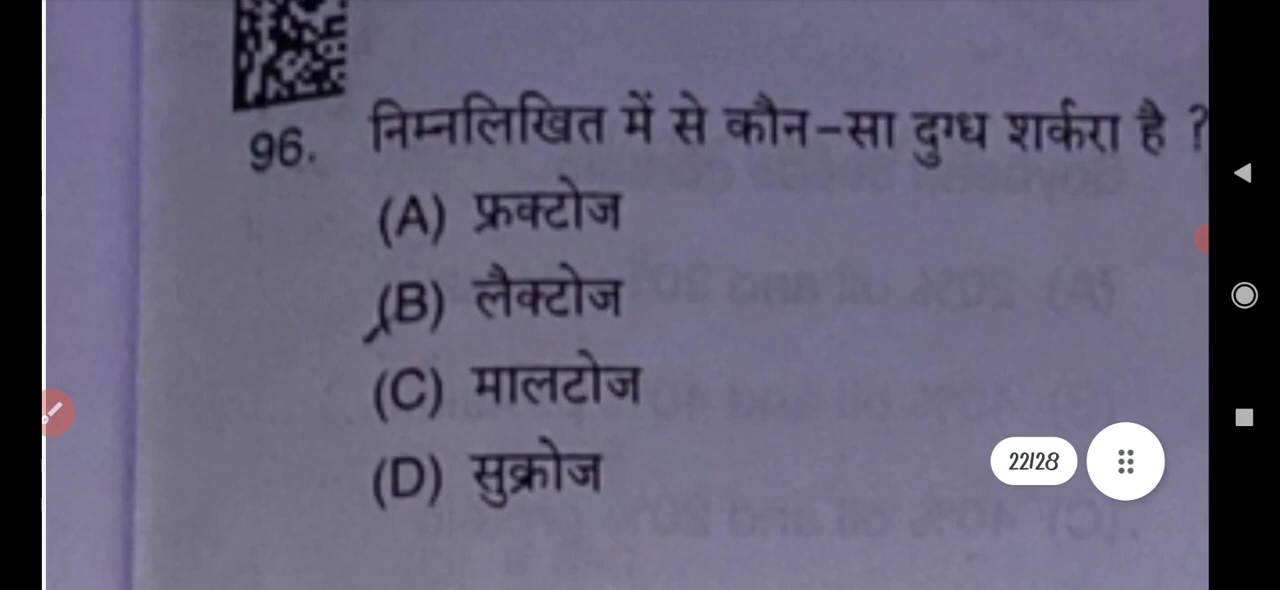 96. निम्नलिखित में से कौन-सा दुग्ध शर्करा है ?
(A) फ्रक्टोज
(B) लैक्टोज
(C) मालटोज
(D) सुक्रोज
22/28